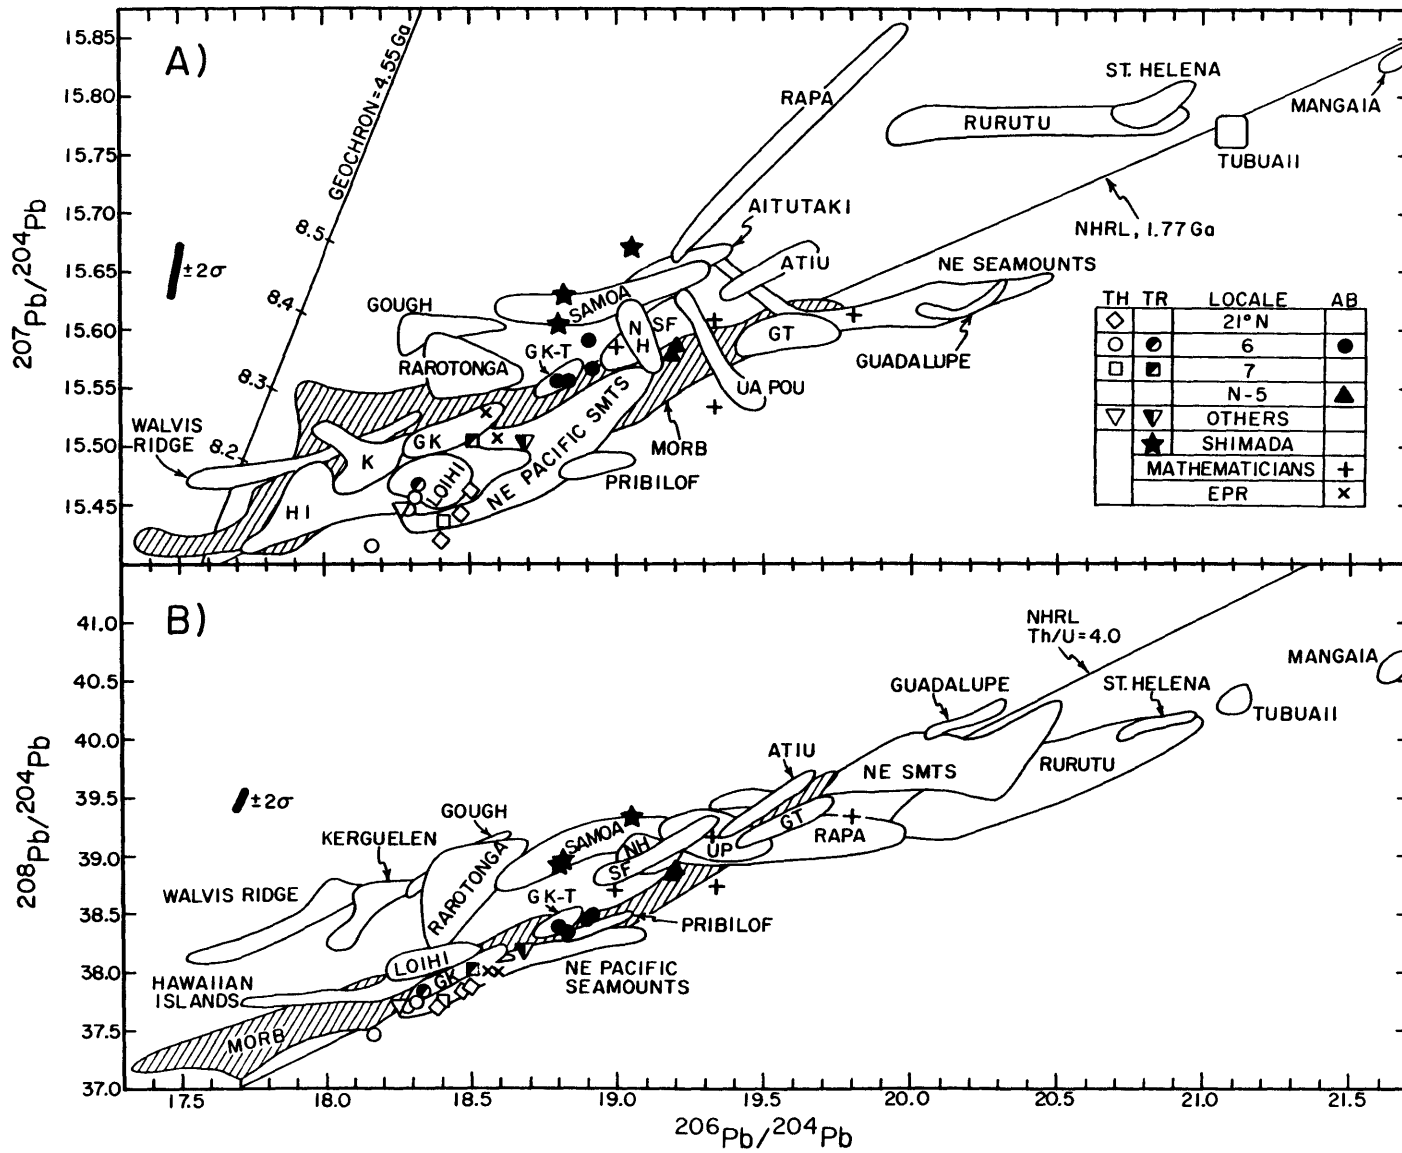 A)
15.85
15.80
15.75
15.70
15.65
15.60
15.55
15.50
15.45
207Pb/204Pb
GEOCHRON = 4.55 Ga
8.5
8.4
8.3
8.2
±2σ
RAPA
ST. HELENA
RURUTU
MANGAIA
TUBUAII
NHRL, 1.77 Ga
AITUTAKI
ATIU
NE SEAMOUNTS
GUADALUPE
GOUGH
SAMOA
NH
SF
GT
GK-T
RAROTONGA
UA POU
MORB
WALVIS
RIDGE
K
GK
LOIHI
NE PACIFIC SMTS
PRIBILOF
HI
TH TR LOCALE AB
21°N
6
7
N-5
OTHERS
SHIMADA
MATHEMATICIANS +
EPR x
B)
41.0
40.5
40.0
39.5
39.0
38.5
38.0
37.5
37.0
208Pb/204Pb
±2σ
NHRL
Th/U=4.0
MANGAIA
GUADALUPE
ST. HELENA
TUBUAII
ATIU
NE SMTS
RURUTU
GOUGH
KERGUELEN
SAMOA
NH
SF
UP
GT
RAPA
WALVIS RIDGE
RAROTONGA
GK-T
PRIBILOF
LOIHI
GK
NE PACIFIC
SEAMOUNTS
HAWAIIAN
ISLANDS
MORB
17.5 18.0 18.5 19.0 19.5 20.0 20.5 21.0 21.5
206Pb/204Pb